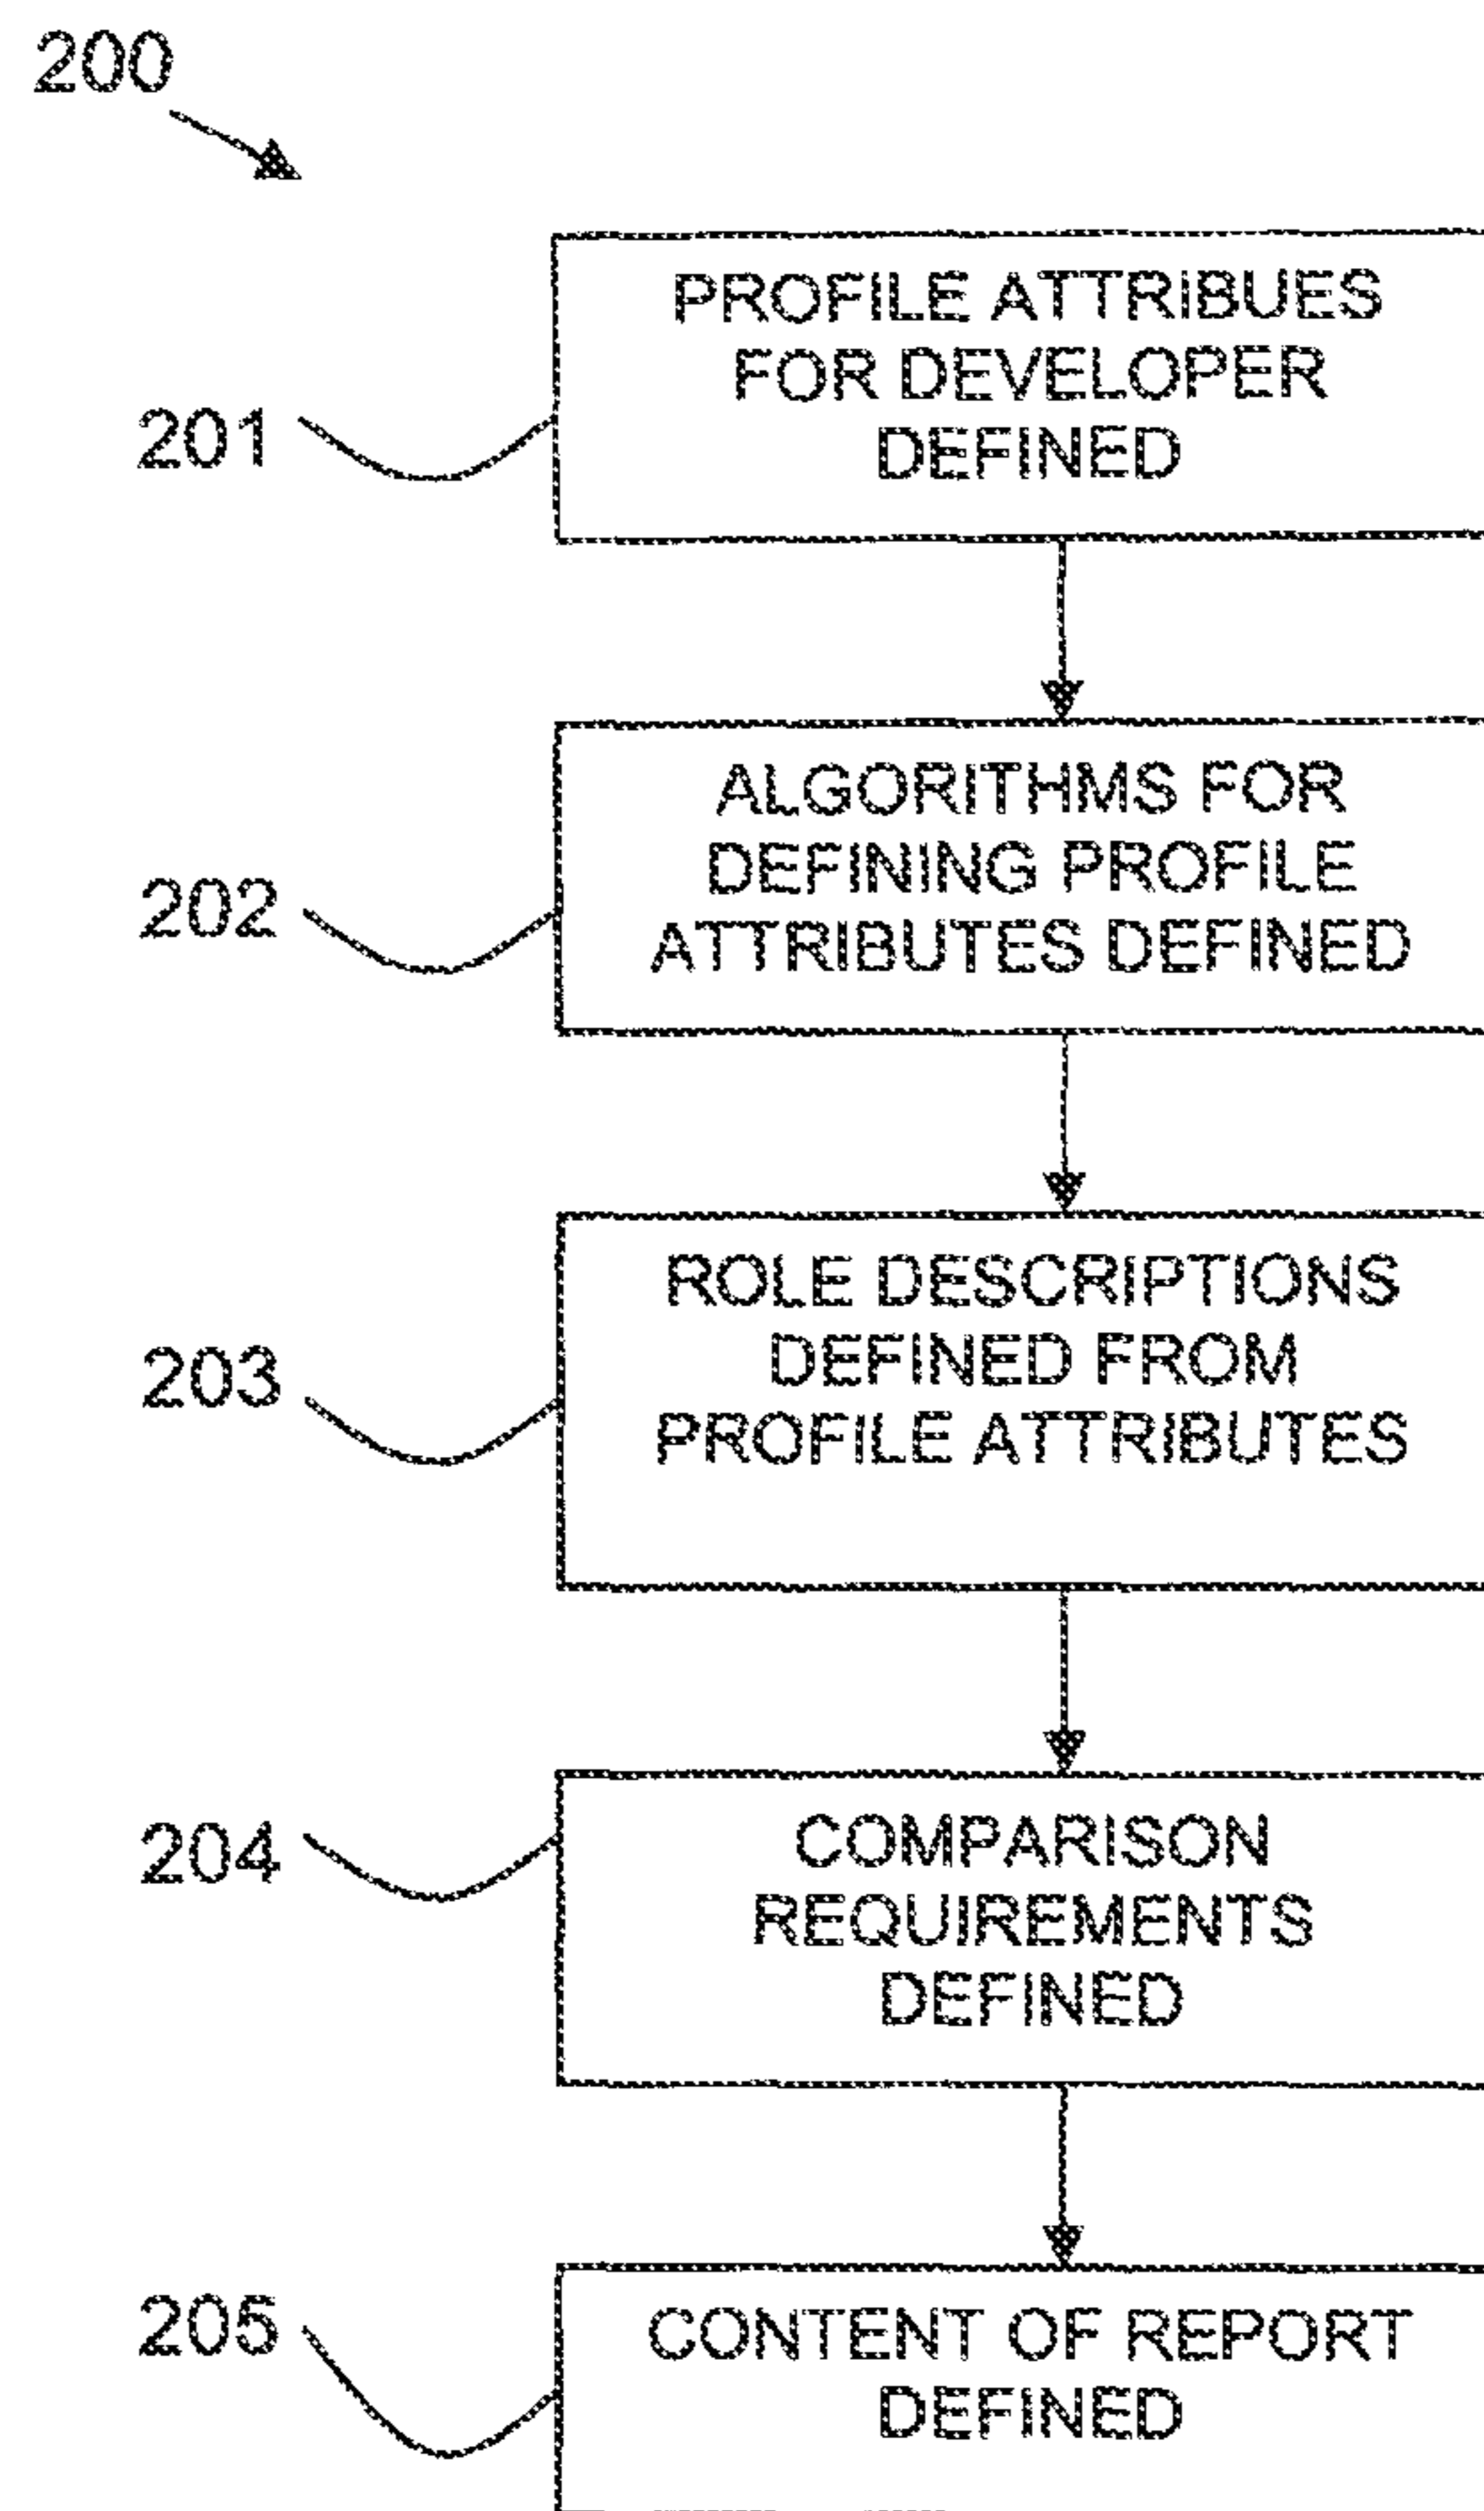 200
PROFILE ATTRIBUES
FOR DEVELOPER
DEFINED
201
ALGORITHMS FOR
DEFINING PROFILE
ATTRIBUTES DEFINED
202
ROLE DESCRIPTIONS
DEFINED FROM
PROFILE ATTRIBUTES
203
COMPARISON
REQUIREMENTS
DEFINED
204
CONTENT OF REPORT
DEFINED
205